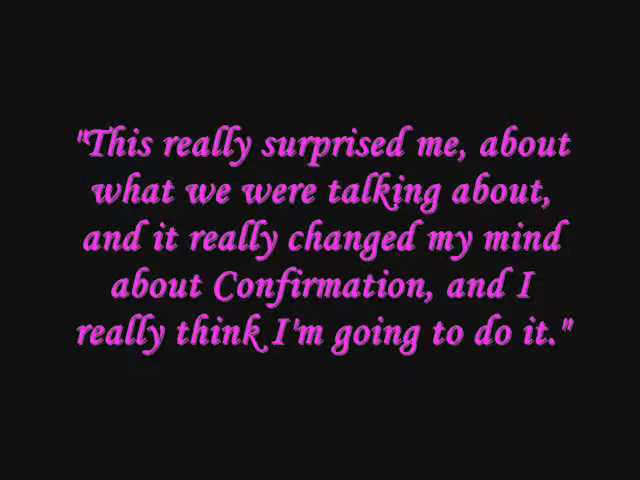 "This really surprised me, about
what we were talking about,
and it really changed my mind
about Confirmation, and I
really think I'm going to do it."